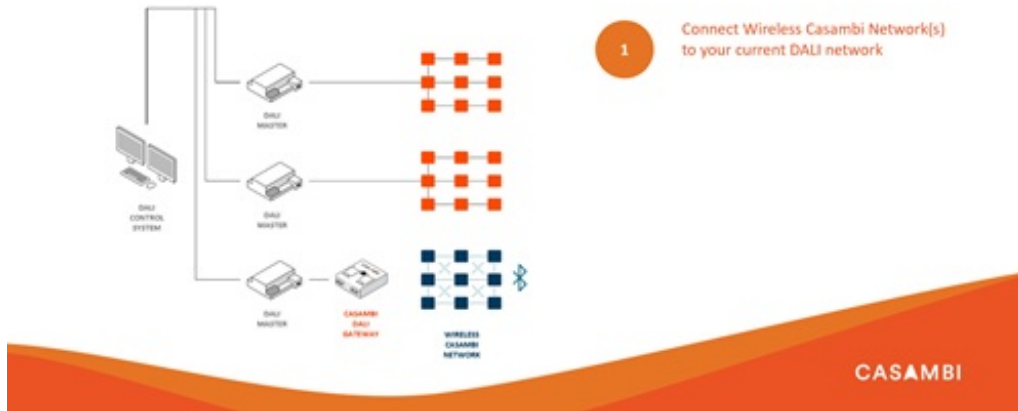 1
Connect Wireless Casambi Network(s)
to your current DALI network
DALI
MASTER
DALI
CONTROL
SYSTEM
DALI
MASTER
DALI
MASTER
CASAMBI
DALI
GATEWAY
WIRELESS
CASAMBI
NETWORK
CASAMBI